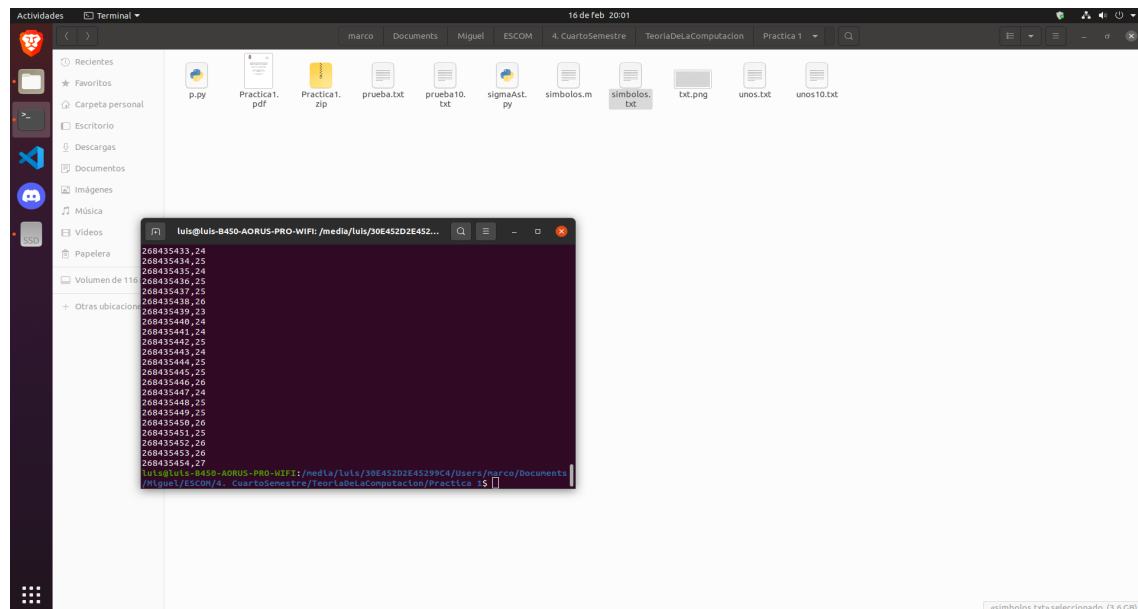 Actividades
Terminal
16 de feb 20:01
marco Documents Miguel ESCOM 4. CuartoSemestre TeoriaDeLaComputacion Practica 1
Recientes
Favoritos
Carpeta personal
Escritorio
Descargas
Documentos
Imágenes
Música
Vídeos
Papelera
Volumen de 116
Otras ubicacione
SSD
p.py
Practica1.
pdf
Practica1.
zip
prueba.txt
prueba10.
txt
sigmaAst.
py
simbolos.m
simbolos.
txt
txt.png
unos.txt
unos10.txt
luis@luis-B450-AORUS-PRO-WIFI: /media/luis/30E452D2E452...
268435433,24
268435434,25
268435435,24
268435436,25
268435437,25
268435438,26
268435439,23
268435440,24
268435441,24
268435442,25
268435443,24
268435444,25
268435445,25
268435446,26
268435447,24
268435448,25
268435449,25
268435450,26
268435451,25
268435452,26
268435453,26
268435454,27
luis@luis-B450-AORUS-PRO-WIFI:/media/luis/30E452D2E45299C4/Users/marco/Documents
/Miguel/ESCOM/4. CuartoSemestre/TeoriaDeLaComputacion/Practica 1$
«simbolos.txt» seleccionado (3,6 GB)